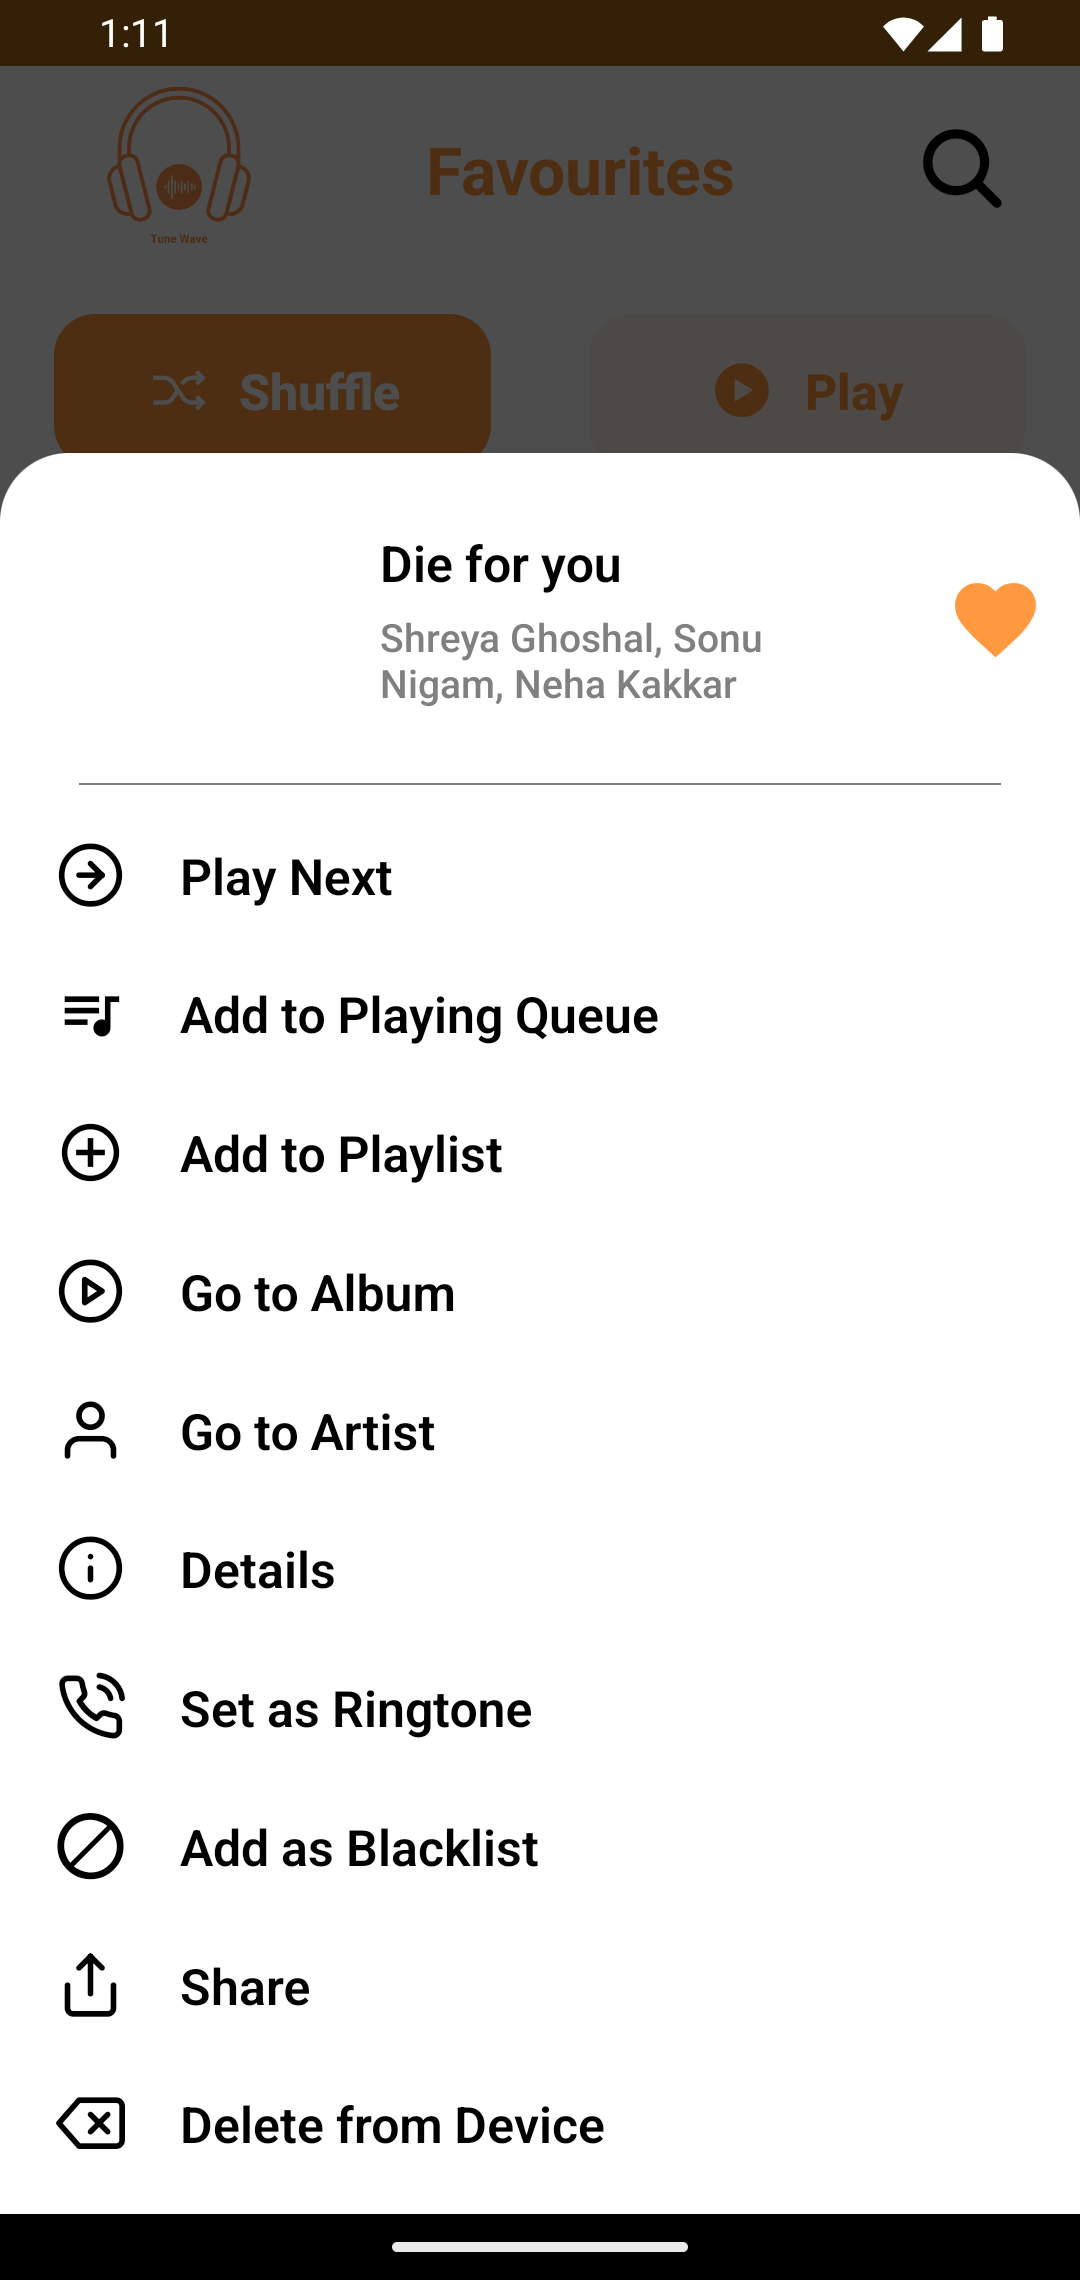 1:11
Tune Wave
Favourites
Shuffle
Play
Die for you
Shreya Ghoshal, Sonu
Nigam, Neha Kakkar
Play Next
Add to Playing Queue
Add to Playlist
Go to Album
Go to Artist
Details
Set as Ringtone
Add as Blacklist
Share
Delete from Device